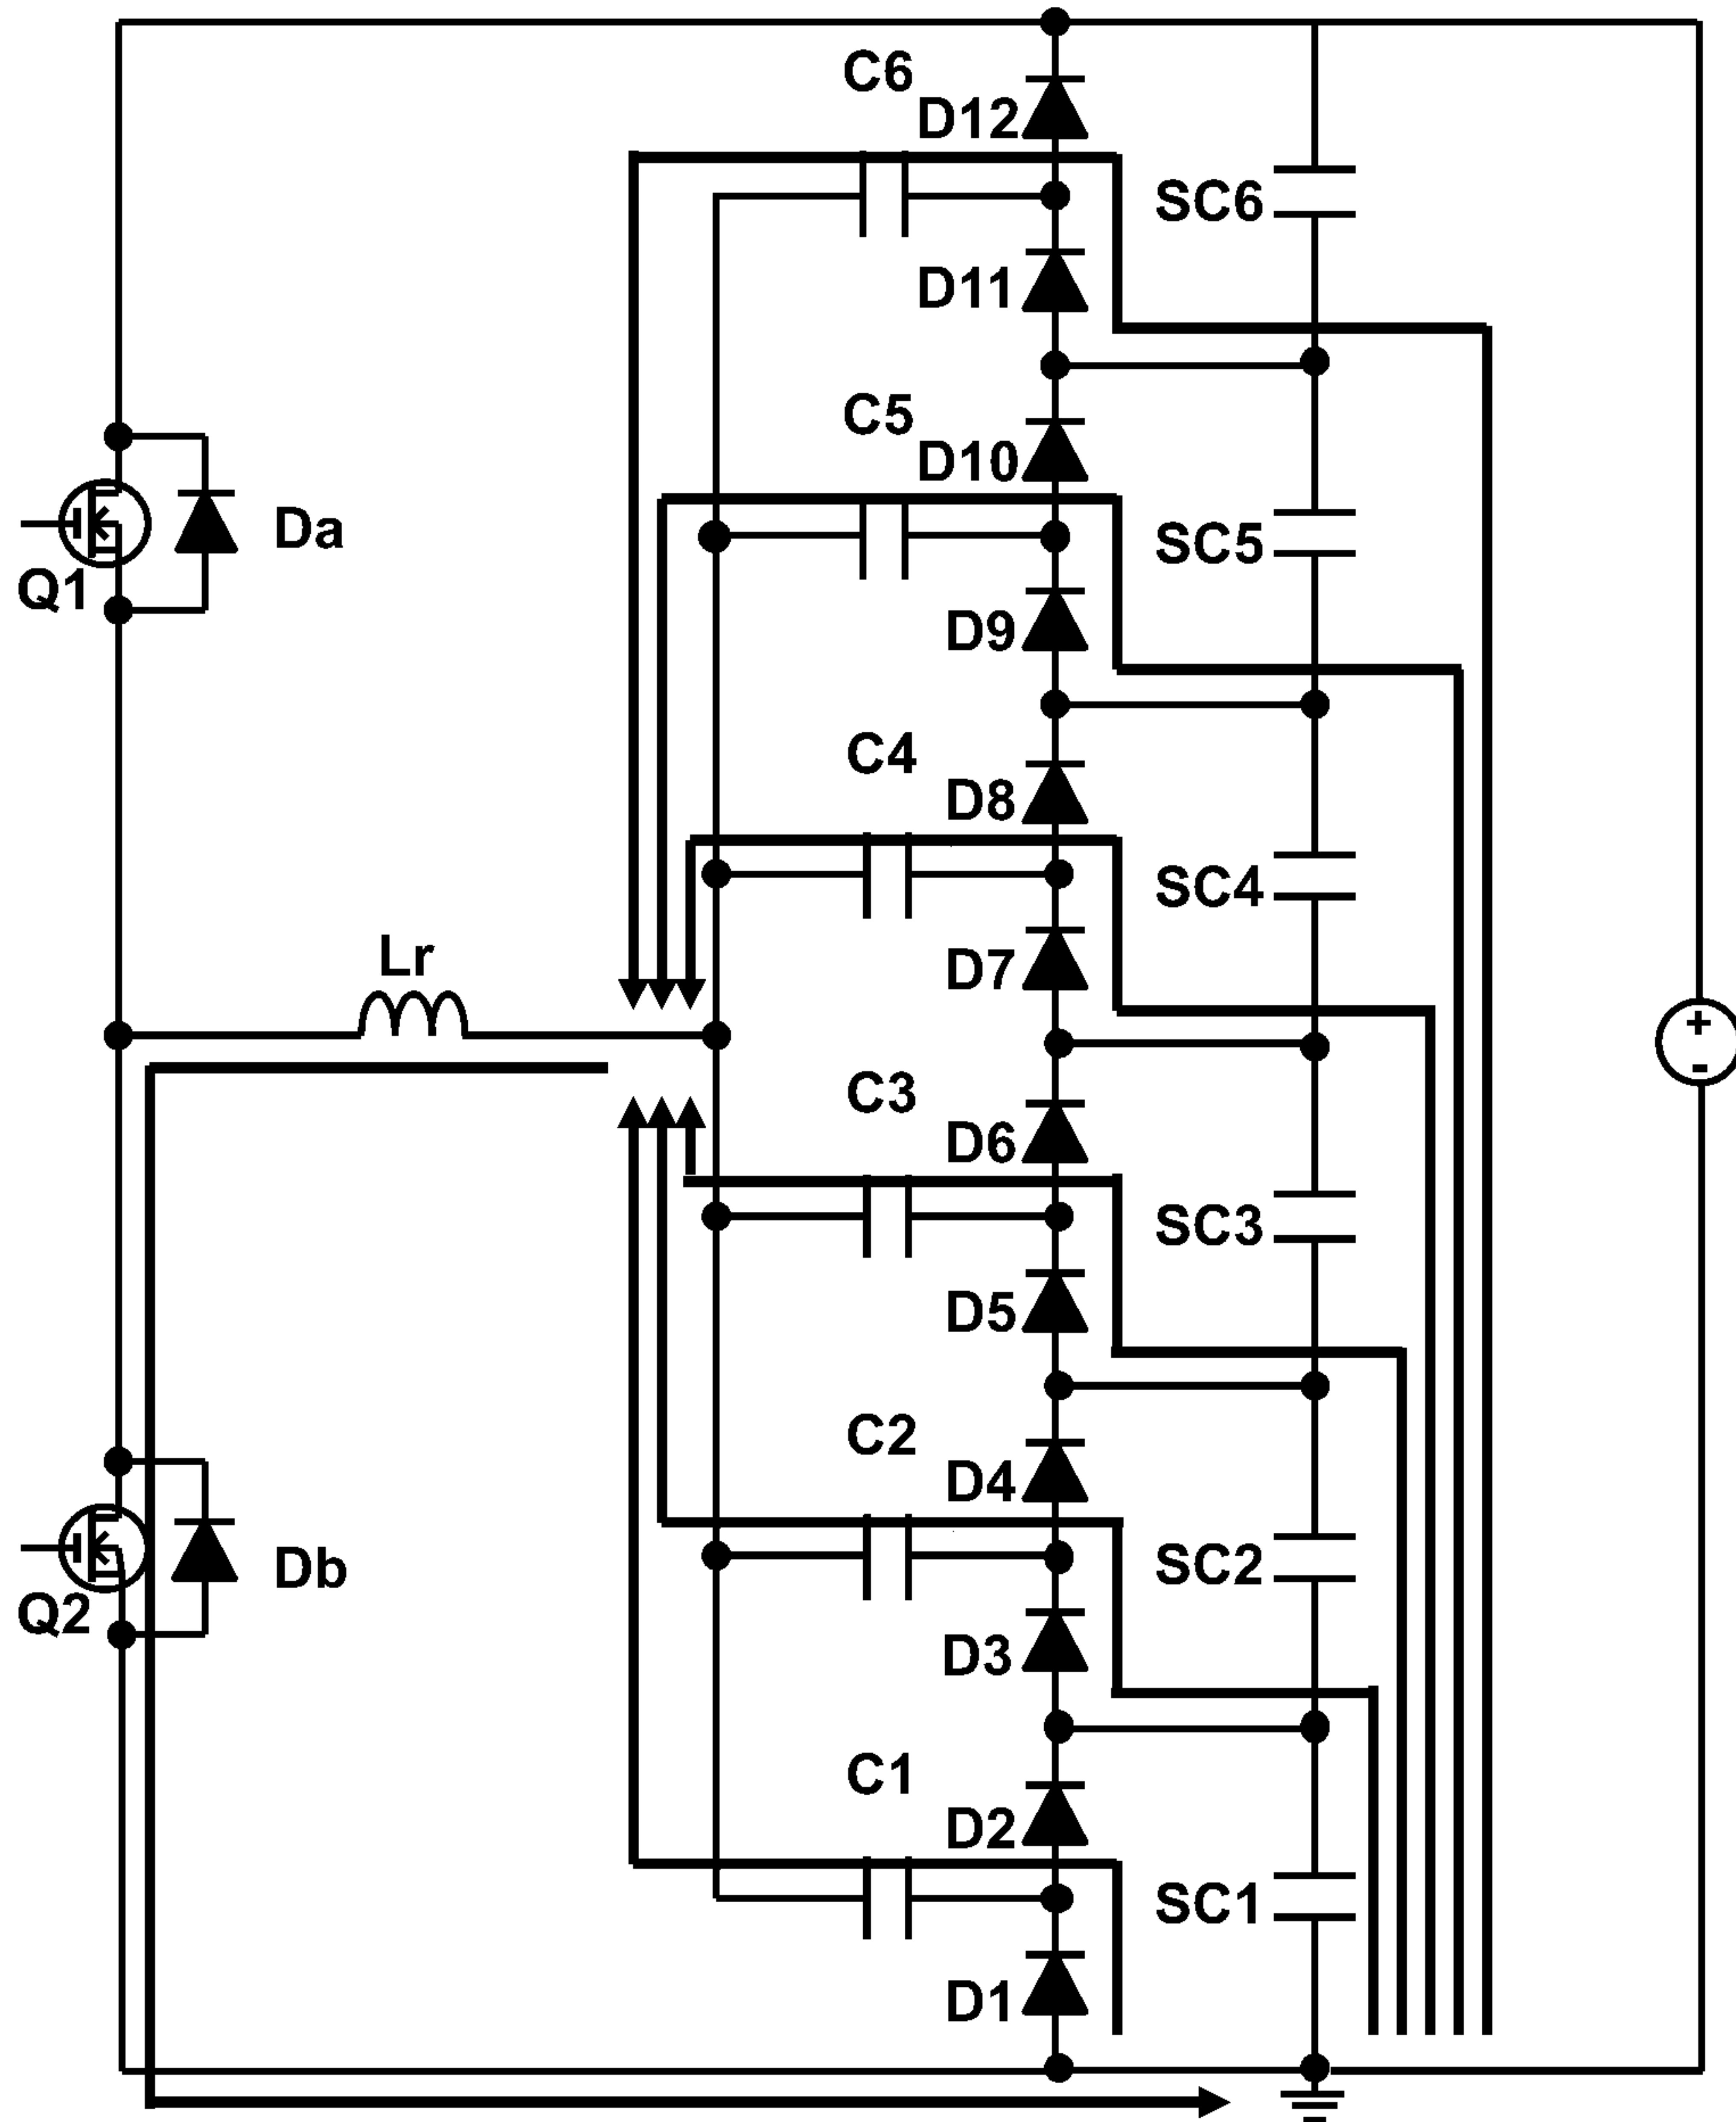 C6
D12
SC6
D11
C5
D10
Da
SC5
Q1
D9
C4
D8
SC4
Lr
D7
+
-
C3
D6
SC3
D5
C2
D4
Db
SC2
Q2
D3
C1
D2
SC1
D1